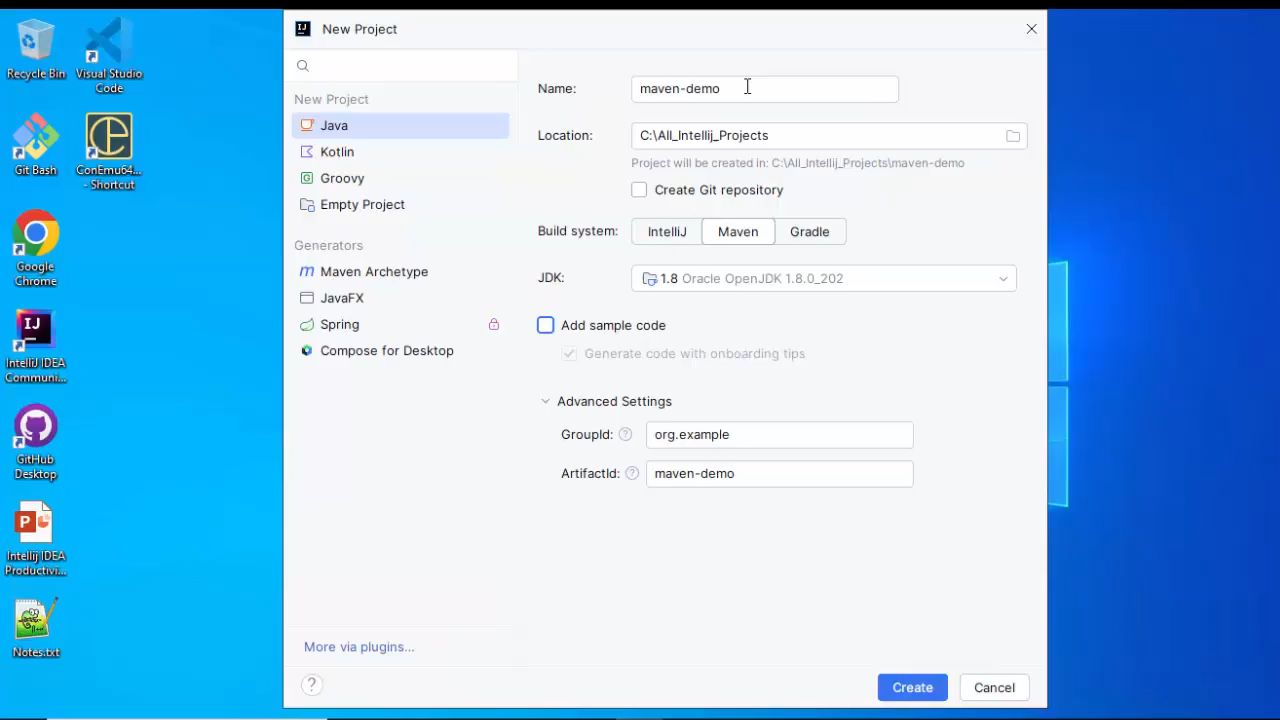 Recycle Bin
Visual Studio
Code
Git Bash
ConEmu64...
- Shortcut
Google
Chrome
IntelliJ IDEA
Communi...
GitHub
Desktop
Intellij IDEA
Productivi...
Notes.txt
New Project
New Project
Java
Kotlin
Groovy
Empty Project
Generators
Maven Archetype
JavaFX
Spring
Compose for Desktop
More via plugins...
Name:
maven-demo
Location:
C:\All_Intellij_Projects
Project will be created in: C:\All_Intellij_Projects\maven-demo
Create Git repository
Build system:
IntelliJ
Maven
Gradle
JDK:
1.8 Oracle OpenJDK 1.8.0_202
Add sample code
Generate code with onboarding tips
Advanced Settings
GroupId:
org.example
ArtifactId:
maven-demo
Create
Cancel